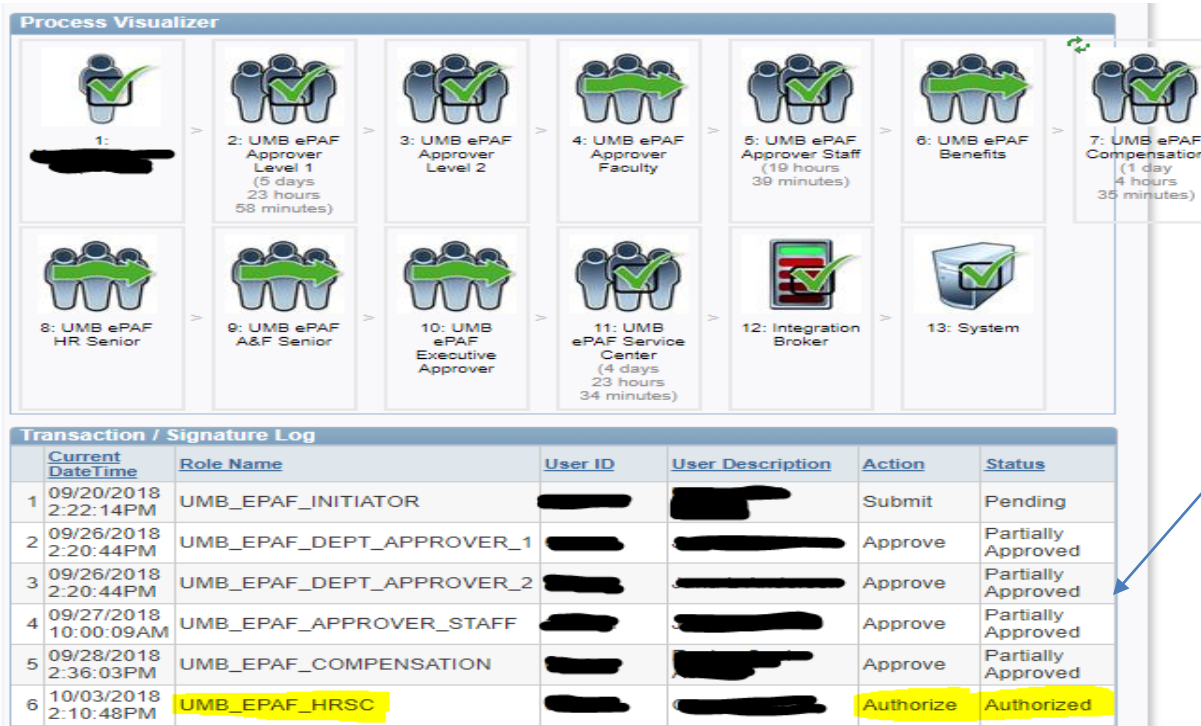 Process Visualizer
1:
2: UMB ePAF
Approver
Level 1
(5 days
23 hours
58 minutes)
3: UMB ePAF
Approver
Level 2
4: UMB ePAF
Approver
Faculty
5: UMB ePAF
Approver Staff
(19 hours
39 minutes)
6: UMB ePAF
Benefits
7: UMB ePAF
Compensation
(1 day
4 hours
35 minutes)
8: UMB ePAF
HR Senior
9: UMB ePAF
A&F Senior
10: UMB
ePAF
Executive
Approver
11: UMB
ePAF Service
Center
(4 days
23 hours
34 minutes)
12: Integration
Broker
13: System
Transaction / Signature Log
Current DateTime Role Name User ID User Description Action Status
1 09/20/2018 2:22:14PM UMB_EPAF_INITIATOR Submit Pending
2 09/26/2018 2:20:44PM UMB_EPAF_DEPT_APPROVER_1 Approve Partially Approved
3 09/26/2018 2:20:44PM UMB_EPAF_DEPT_APPROVER_2 Approve Partially Approved
4 09/27/2018 10:00:09AM UMB_EPAF_APPROVER_STAFF Approve Partially Approved
5 09/28/2018 2:36:03PM UMB_EPAF_COMPENSATION Approve Partially Approved
6 10/03/2018 2:10:48PM UMB_EPAF_HRSC Authorize Authorized